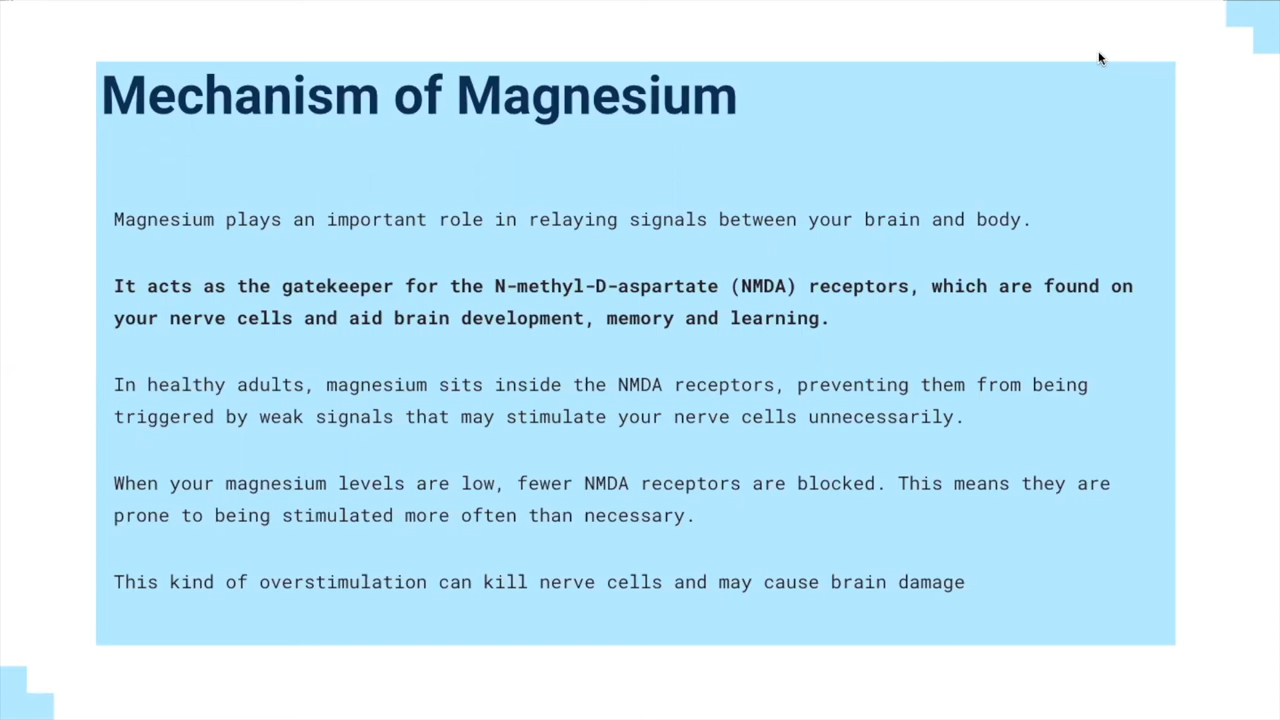 Mechanism of Magnesium
Magnesium plays an important role in relaying signals between your brain and body.
It acts as the gatekeeper for the N-methyl-D-aspartate (NMDA) receptors, which are found on
your nerve cells and aid brain development, memory and learning.
In healthy adults, magnesium sits inside the NMDA receptors, preventing them from being
triggered by weak signals that may stimulate your nerve cells unnecessarily.
When your magnesium levels are low, fewer NMDA receptors are blocked. This means they are
prone to being stimulated more often than necessary.
This kind of overstimulation can kill nerve cells and may cause brain damage